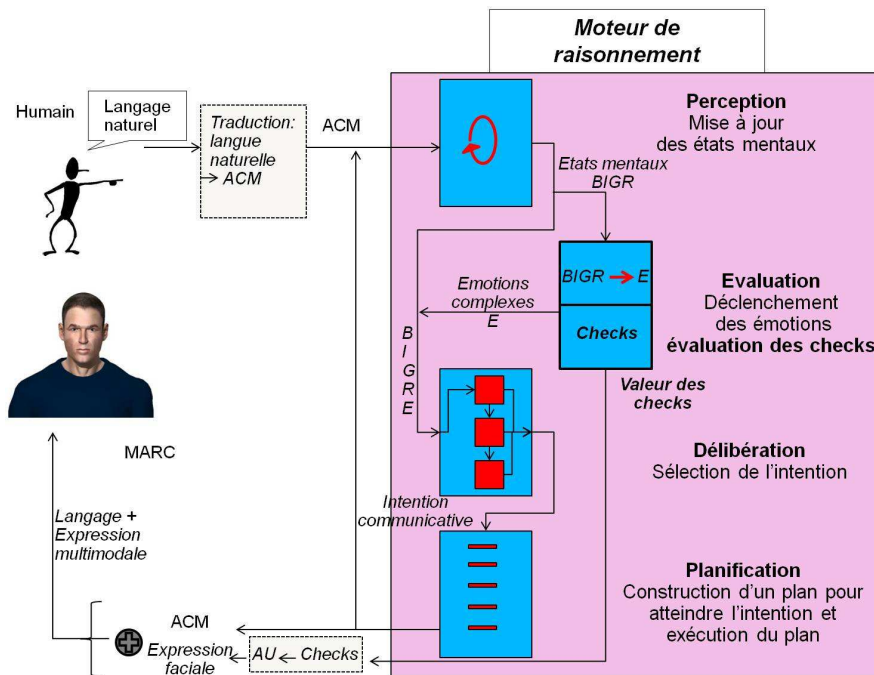 Moteur de
raisonnement
Humain
Langage
naturel
Traduction:
langue
naturelle
ACM
ACM
Perception
Mise à jour
des états mentaux
Etats mentaux
BIGR
BIGR
E
Checks
Emotions
complexes
E
Evaluation
Déclenchement
des émotions
évaluation des checks
BIGRE
Valeur des
checks
Délibération
Sélection de l'intention
MARC
Intention
communicative
Langage +
Expression
multimodale
Planification
Construction d'un plan pour
atteindre l'intention et
exécution du plan
ACM
Expression
faciale
AU
Checks